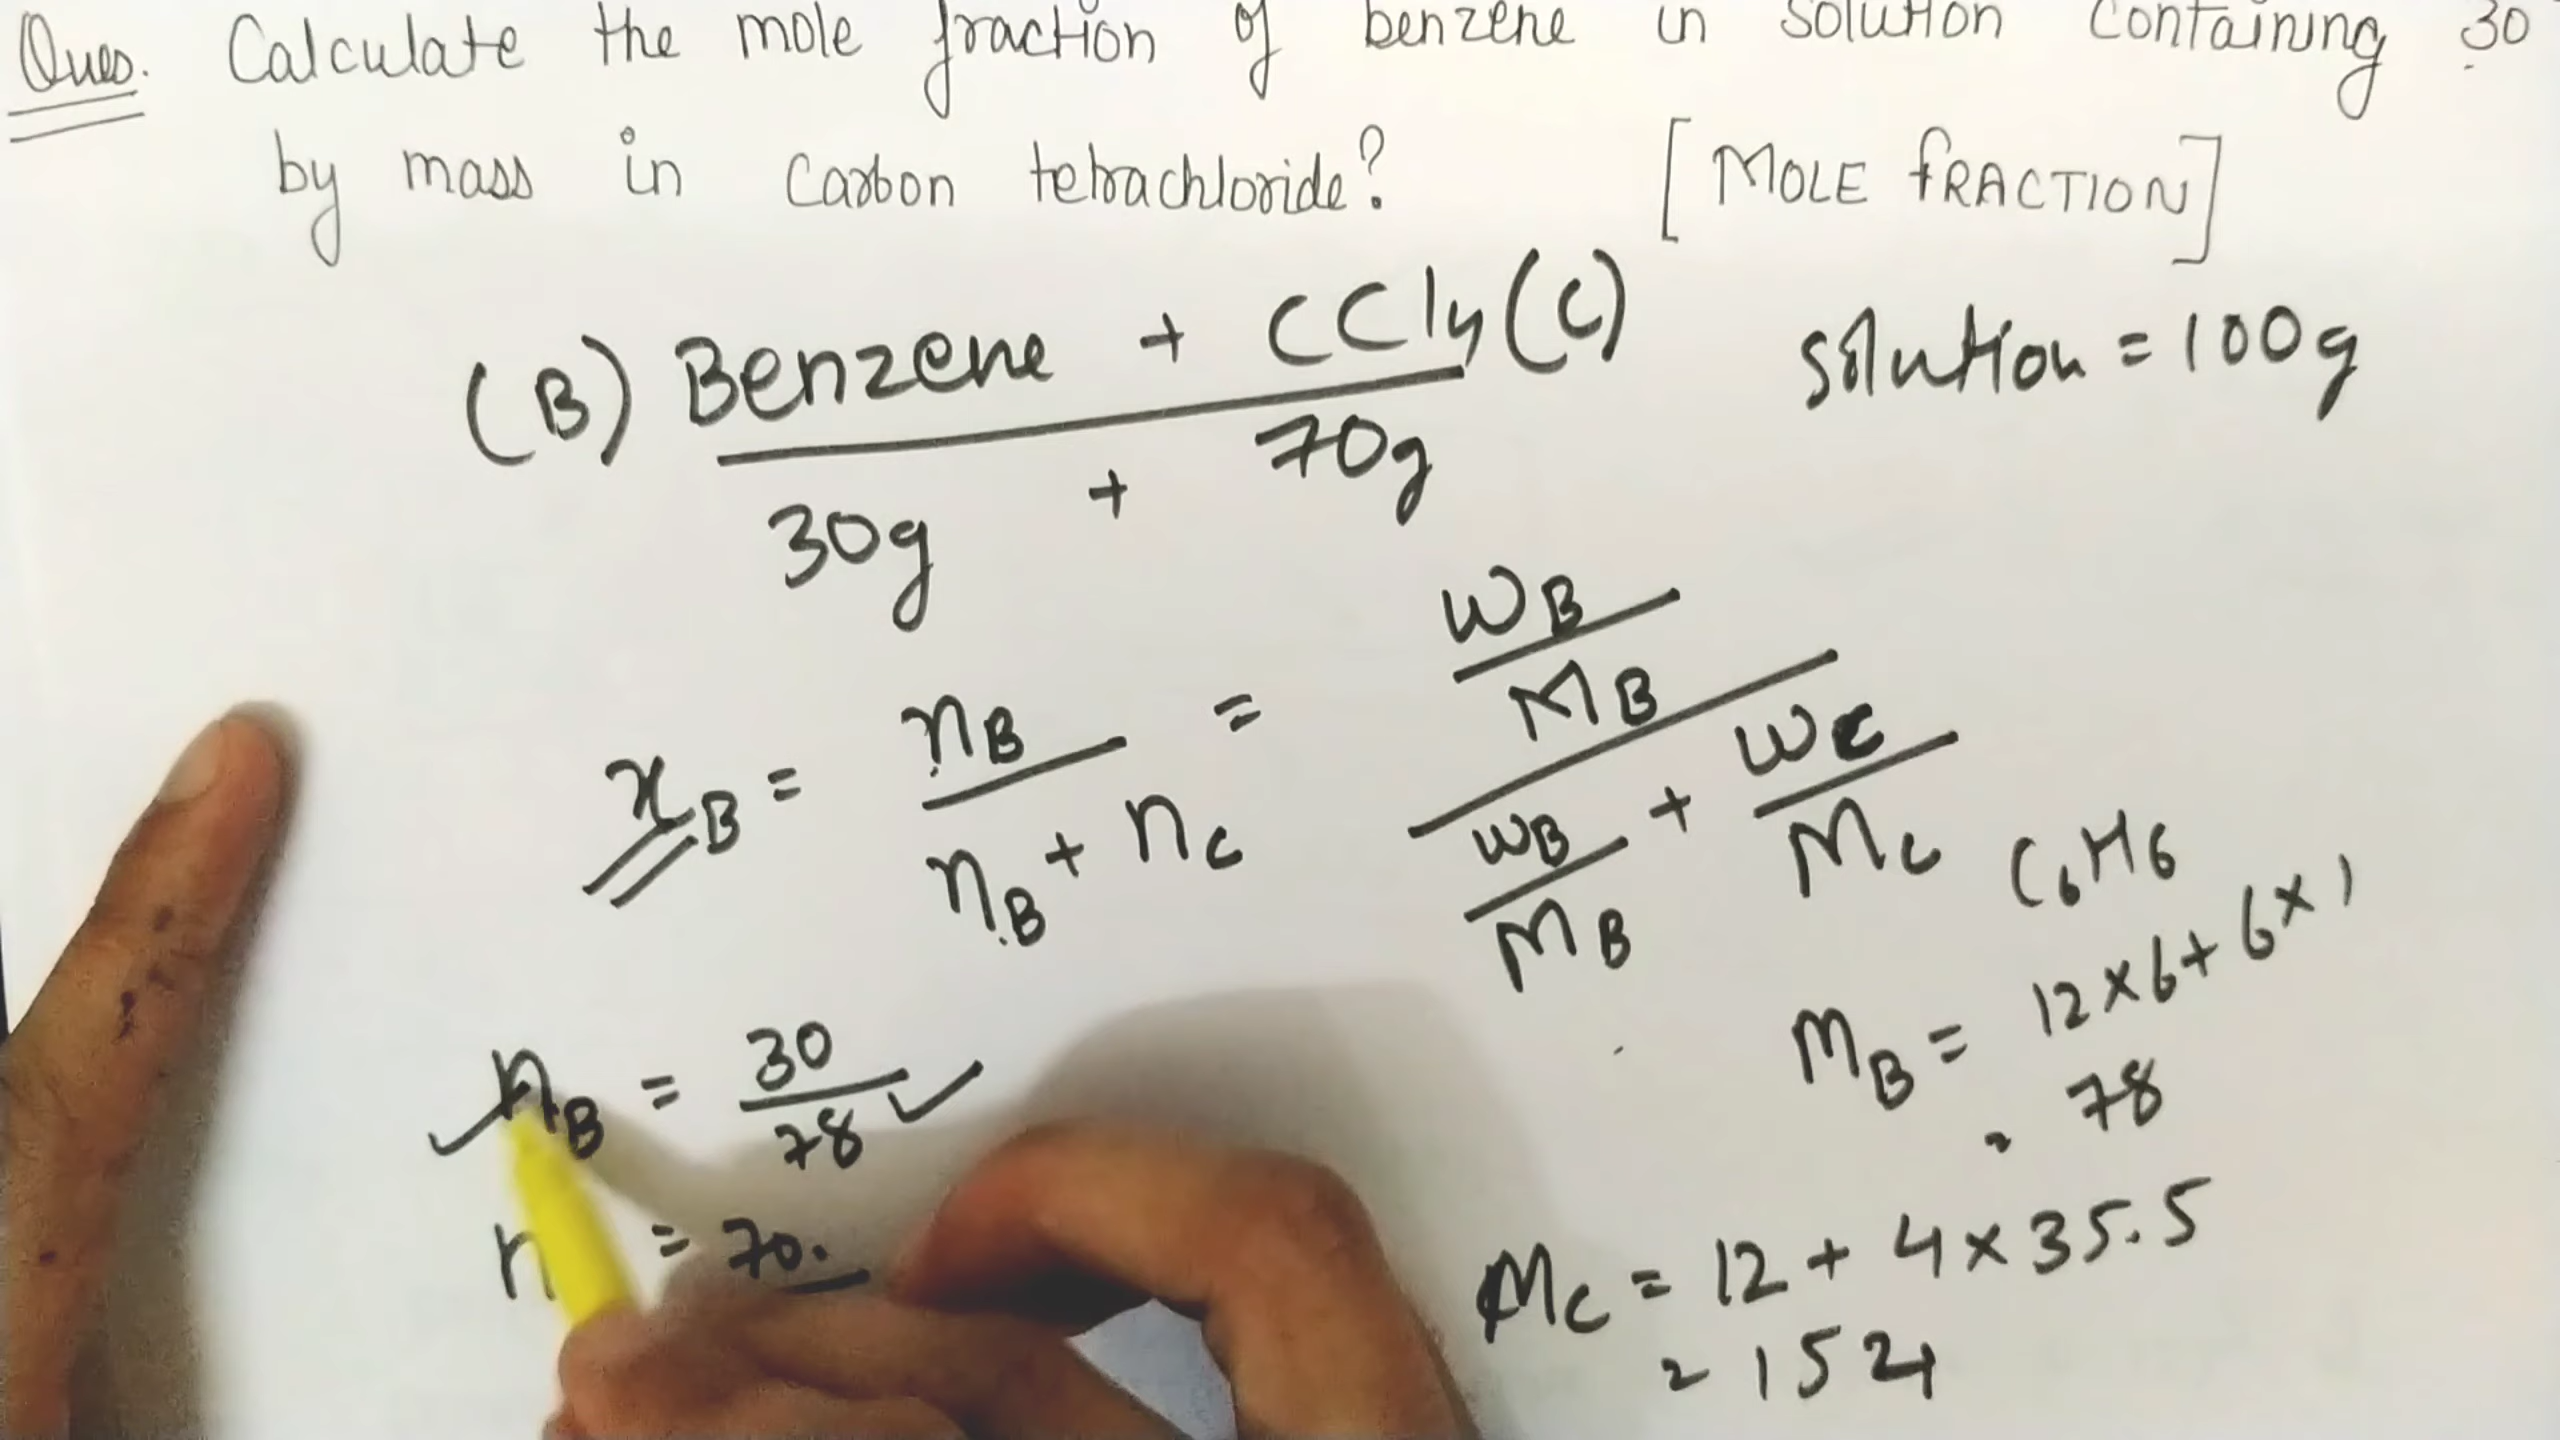 Ques. Calculate the mole fraction of benzene in solution containing 30
by mass in Carbon tetrachloride? [MOLE fRACTION]
(B) Benzene + CCl4 (C) solution = 100g
30g + 70g
xB = nB / nB + nC = WB/MB / WB/MB + WC/MC
C6H6
MB = 12×6+6×1
= 78
nB = 30/78
n = 70
MC = 12 + 4×35.5
= 154